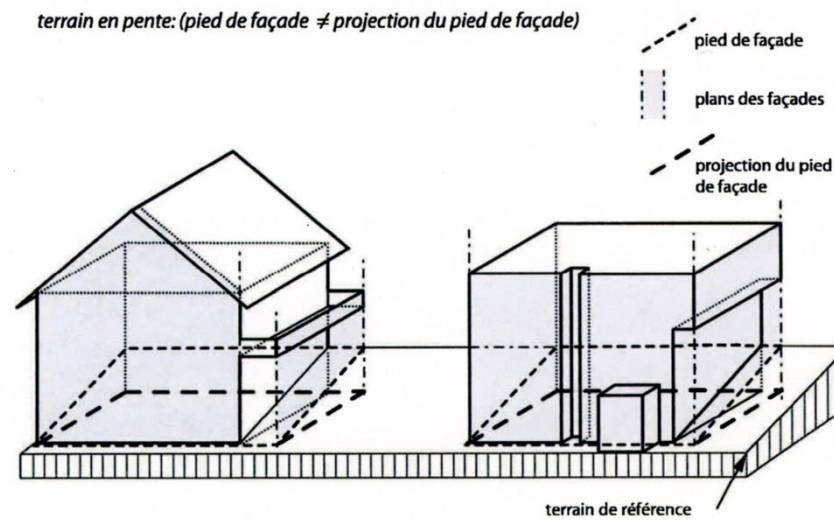 terrain en pente: (pied de façade ≠ projection du pied de façade)
pied de façade
plans des façades
projection du pied
de façade
terrain de référence